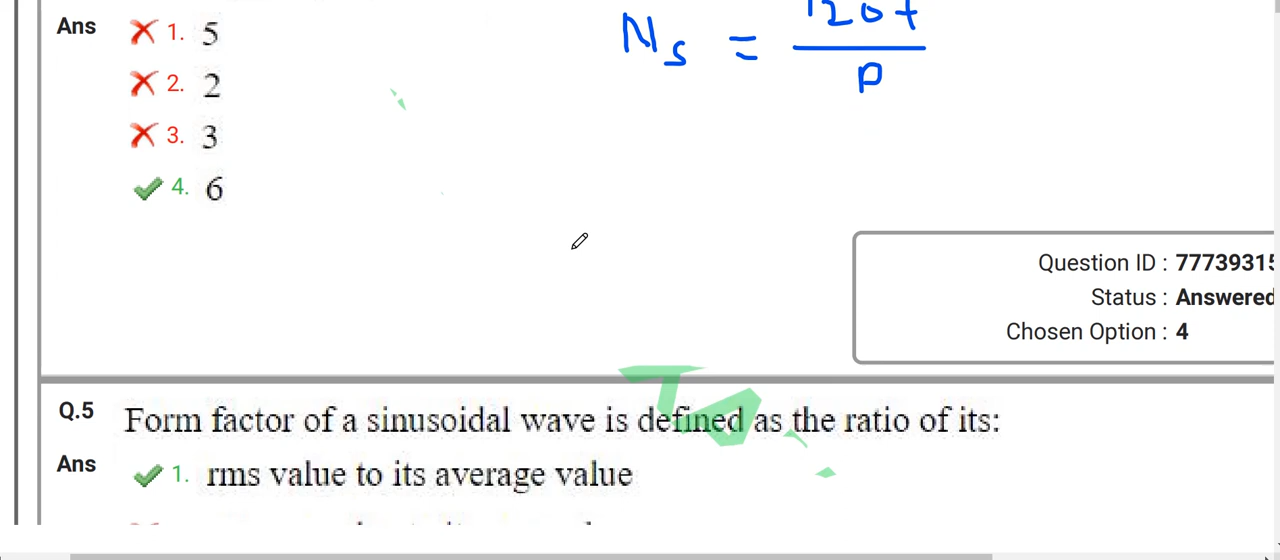 Ans
1. 5
2. 2
3. 3
4. 6
Ns = 120f
P
Question ID : 77739315
Status : Answered
Chosen Option : 4
Q.5 Form factor of a sinusoidal wave is defined as the ratio of its:
Ans 1. rms value to its average value